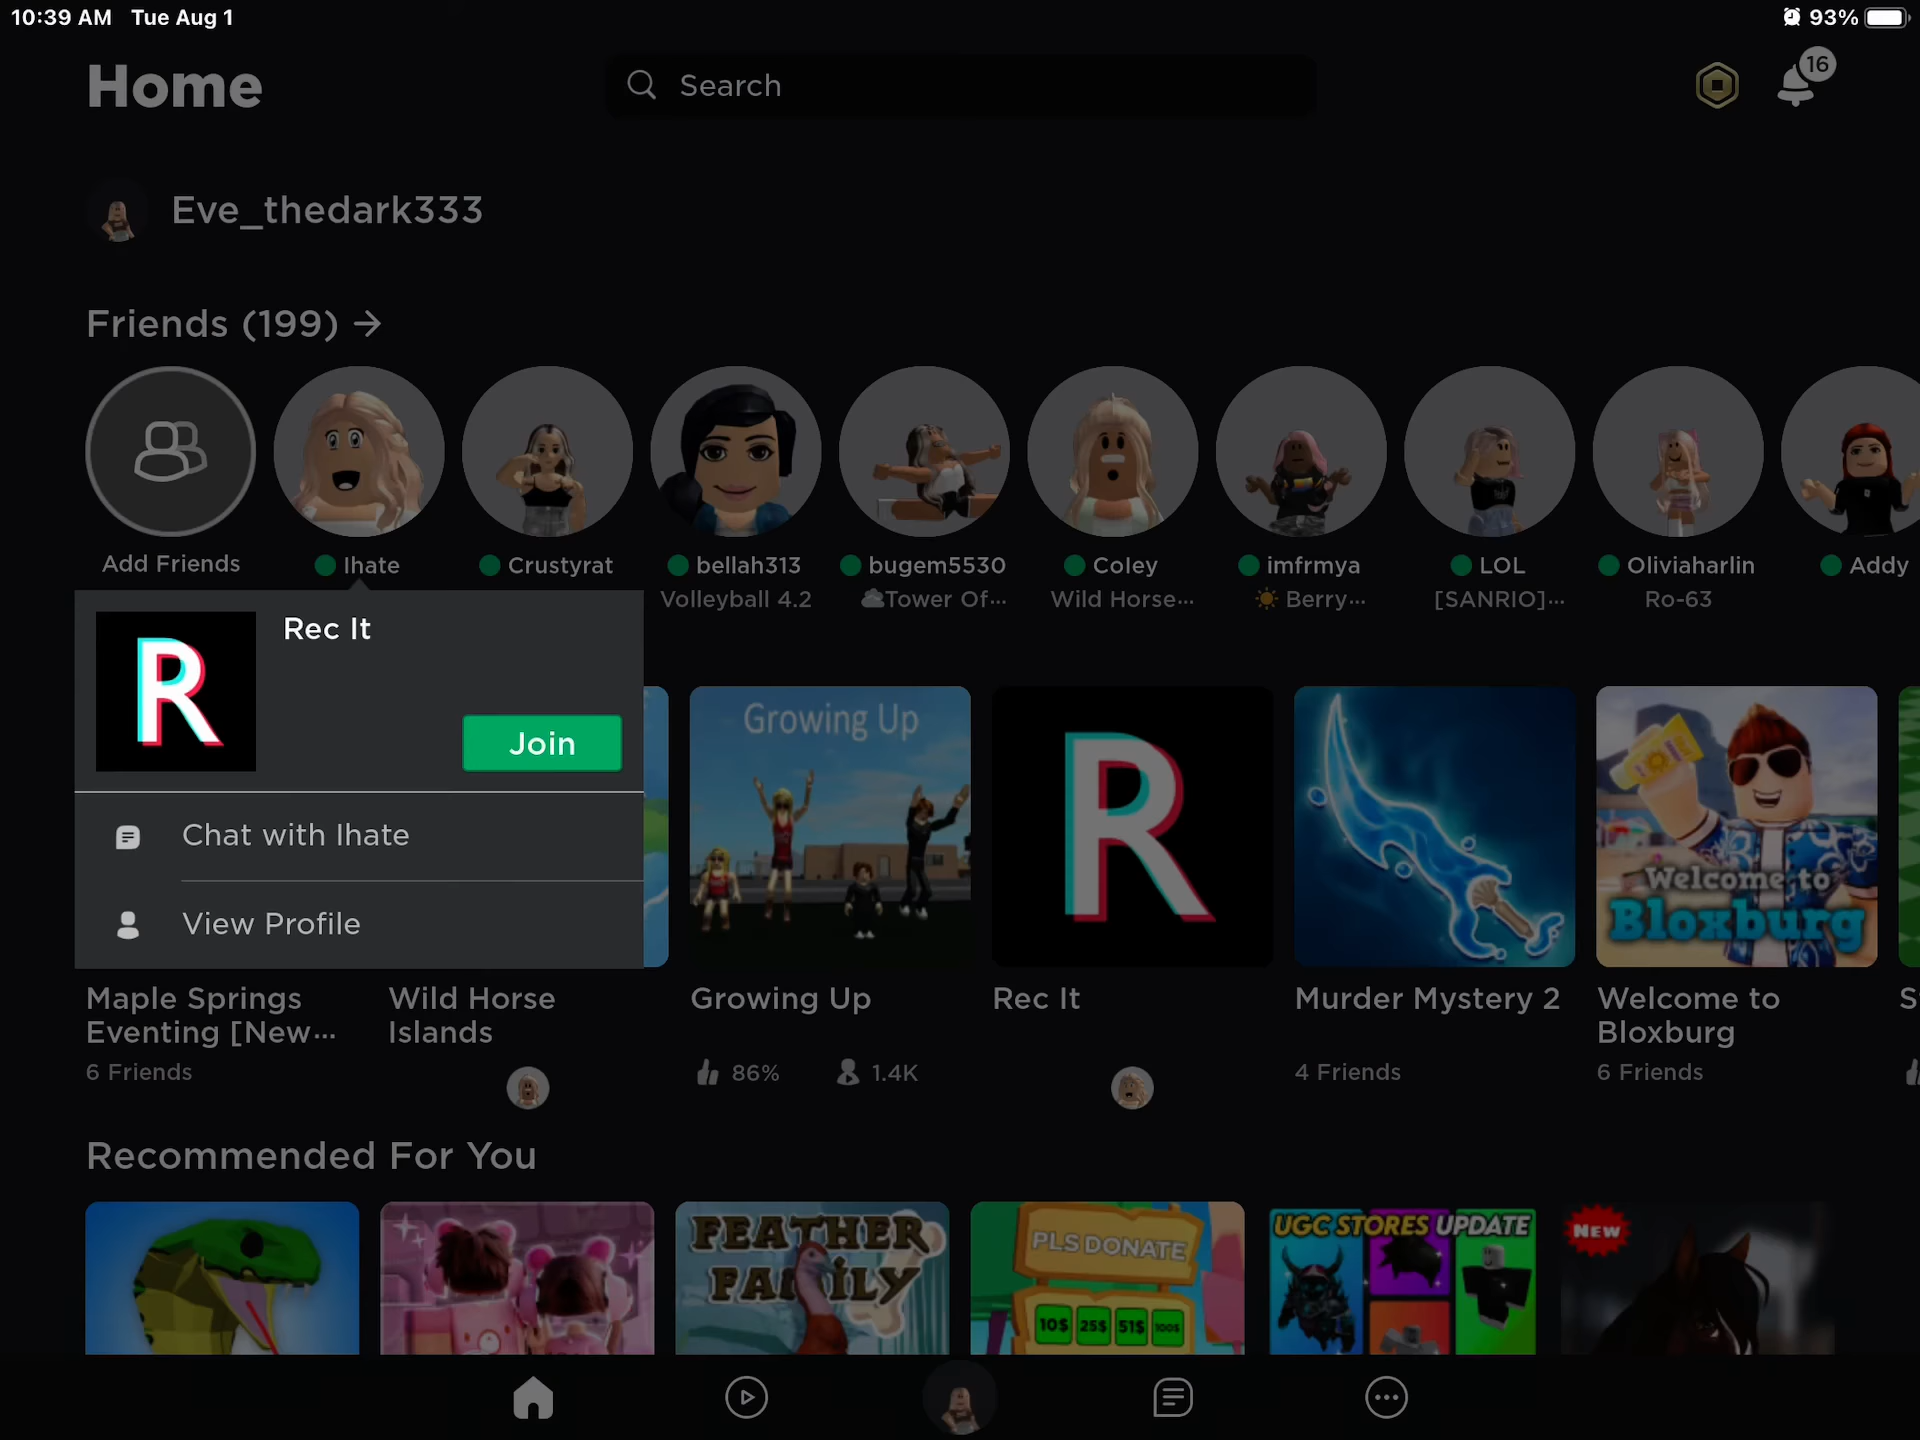 10:39 AM Tue Aug 1
93%
Home
Search
16
Eve_thedark333
Friends (199)
Add Friends
Ihate
Crustyrat
bellah313
bugem5530
Coley
imfrmya
LOL
Oliviaharlin
Addy
Volleyball 4.2
Tower Of...
Wild Horse...
Berry...
[SANRIO]...
Ro-63
R
Rec It
Join
Chat with Ihate
View Profile
Growing Up
R
Welcome to
Bloxburg
Maple Springs
Eventing [New...
6 Friends
Wild Horse
Islands
Growing Up
86%
1.4K
Rec It
Murder Mystery 2
4 Friends
Welcome to
Bloxburg
6 Friends
S
Recommended For You
FEATHER
FAMILY
PLS DONATE
10$ 25$ 51$ 100$
UGC STORES UPDATE
NEW